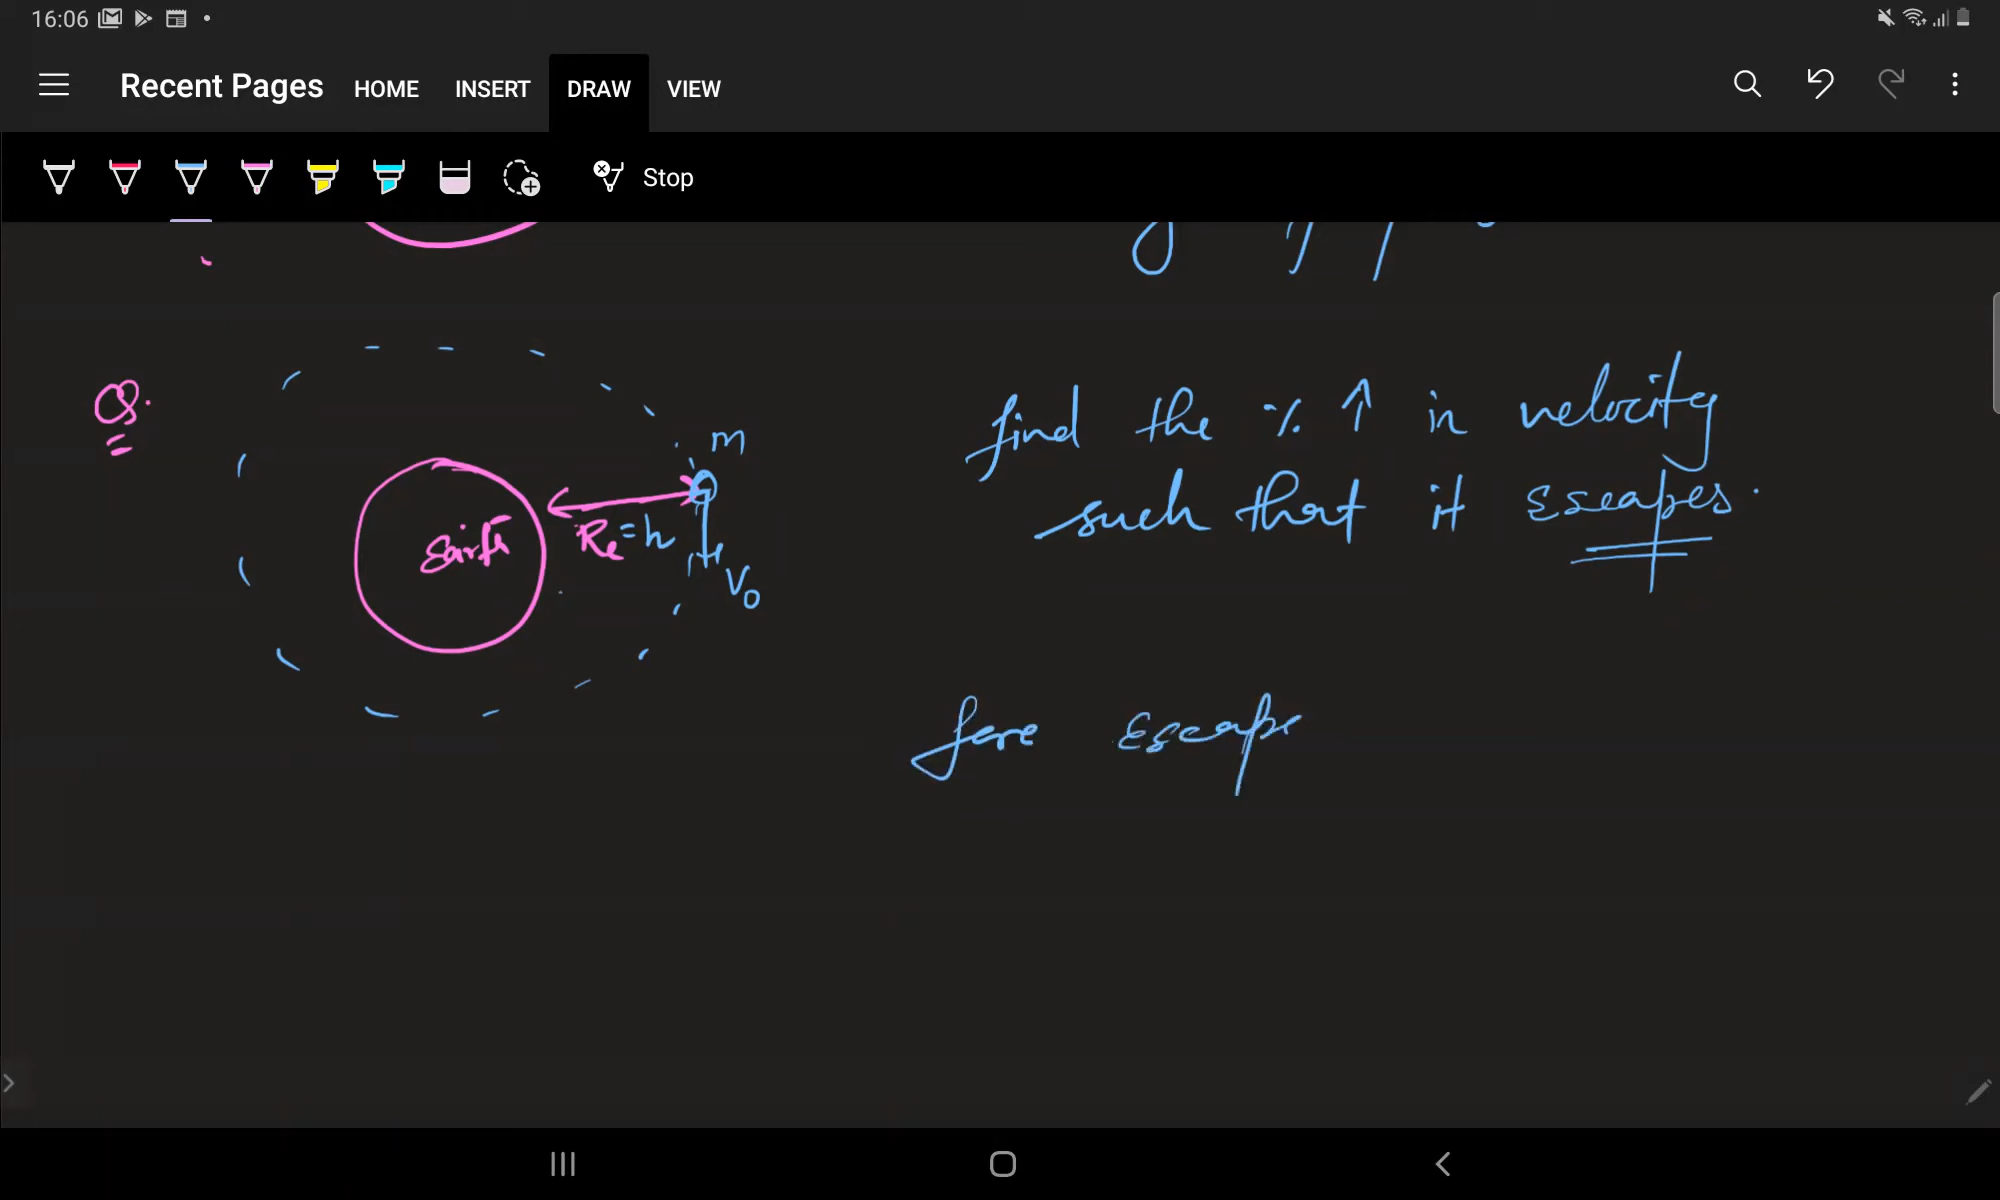 16:06
Recent Pages HOME INSERT DRAW VIEW
Stop
Q.
m
Earth
Re = h
V0
find the % ↑ in velocity
such that it Escapes.
fore Escape